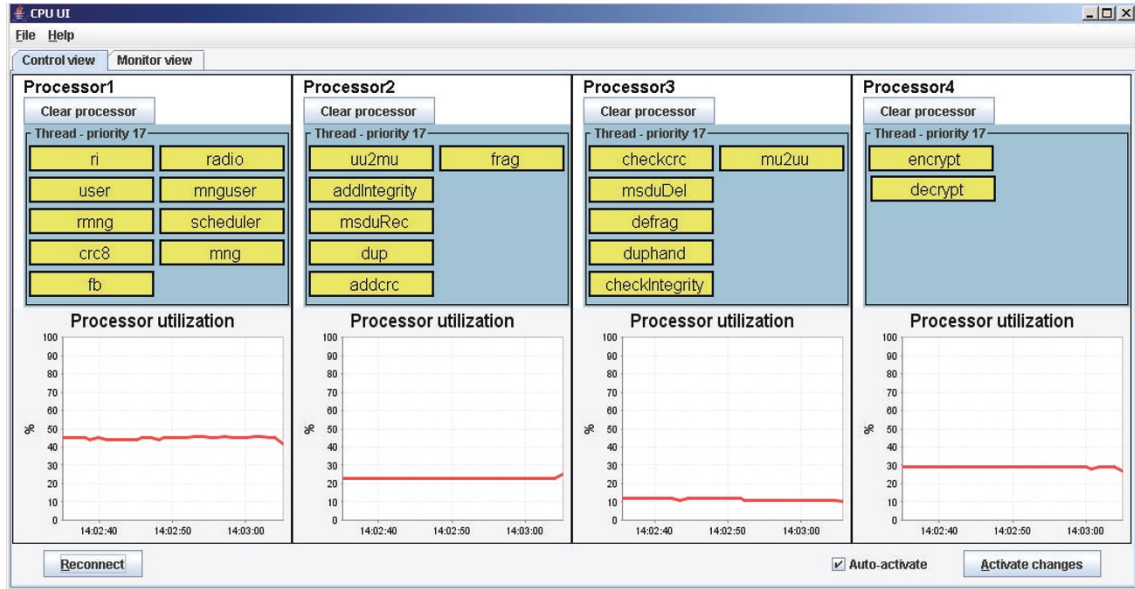 CPU UI
File Help
Control view Monitor view
Processor1
Clear processor
Thread - priority 17
ri radio
user mnguser
rmng scheduler
crc8 mng
fb
Processor utilization
100
90
80
70
60
50
40
30
20
10
0
%
14:02:40 14:02:50 14:03:00
Processor2
Clear processor
Thread - priority 17
uu2mu frag
addIntegrity
msduRec
dup
addcrc
Processor utilization
100
90
80
70
60
50
40
30
20
10
0
%
14:02:40 14:02:50 14:03:00
Processor3
Clear processor
Thread - priority 17
checkcrc mu2uu
msduDel
defrag
duphand
checkIntegrity
Processor utilization
100
90
80
70
60
50
40
30
20
10
0
%
14:02:40 14:02:50 14:03:00
Processor4
Clear processor
Thread - priority 17
encrypt
decrypt
Processor utilization
100
90
80
70
60
50
40
30
20
10
0
%
14:02:40 14:02:50 14:03:00
Reconnect Auto-activate Activate changes